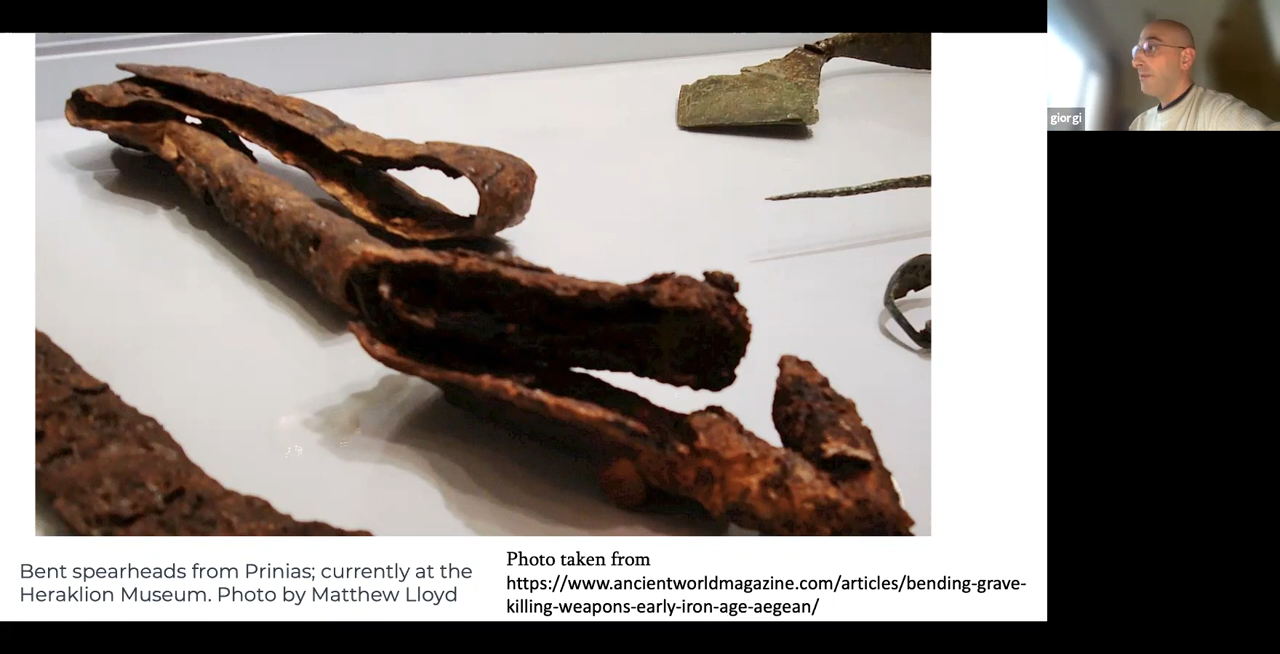 giorgi
Bent spearheads from Prinias; currently at the
Heraklion Museum. Photo by Matthew Lloyd
Photo taken from
https://www.ancientworldmagazine.com/articles/bending-grave-
killing-weapons-early-iron-age-aegean/